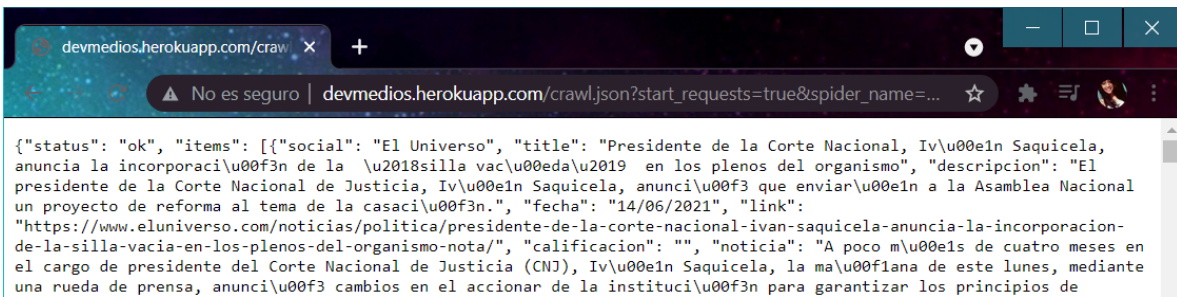 devmedios.herokuapp.com/crawl
No es seguro | devmedios.herokuapp.com/crawl.json?start_requests=true&spider_name=...
{"status": "ok", "items": [{"social": "El Universo", "title": "Presidente de la Corte Nacional, Iv\u00e1n Saquicela,
anuncia la incorporaci\u00f3n de la  \u2018silla vac\u00eda\u2019  en los plenos del organismo", "descripcion": "El
presidente de la Corte Nacional de Justicia, Iv\u00e1n Saquicela, anunci\u00f3 que enviar\u00e1n a la Asamblea Nacional
un proyecto de reforma al tema de la casaci\u00f3n.", "fecha": "14/06/2021", "link":
"https://www.eluniverso.com/noticias/politica/presidente-de-la-corte-nacional-ivan-saquicela-anuncia-la-incorporacion-
de-la-silla-vacia-en-los-plenos-del-organismo-nota/", "calificacion": "", "noticia": "A poco m\u00e1s de cuatro meses en
el cargo de presidente del Corte Nacional de Justicia (CNJ), Iv\u00e1n Saquicela, la ma\u00f1ana de este lunes, mediante
una rueda de prensa, anunci\u00f3 cambios en el accionar de la instituci\u00f3n para garantizar los principios de